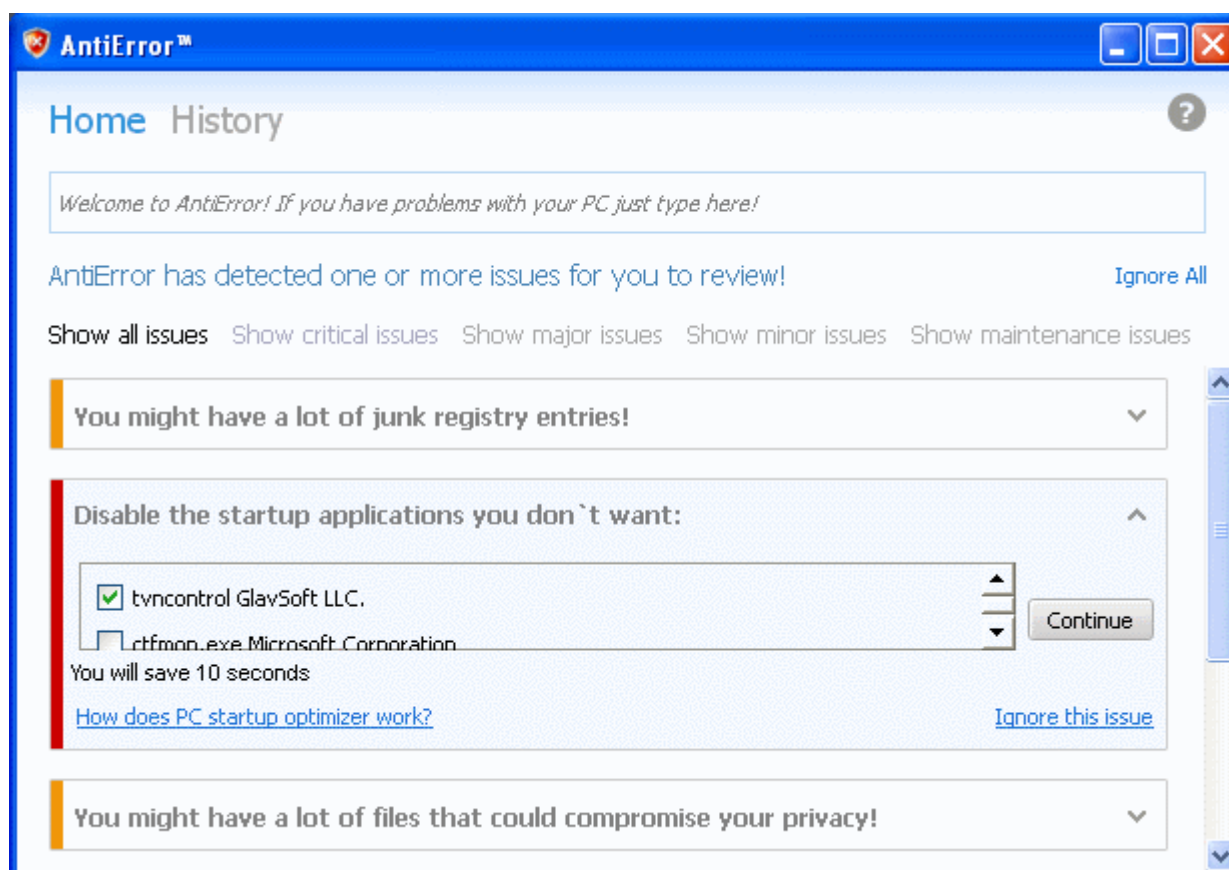 AntiError™
Home History
?
Welcome to AntiError! If you have problems with your PC just type here!
AntiError has detected one or more issues for you to review! Ignore All
Show all issues Show critical issues Show major issues Show minor issues Show maintenance issues
You might have a lot of junk registry entries!
Disable the startup applications you don`t want:
tvncontrol GlavSoft LLC.
Continue
ctfmon.exe Microsoft Corporation
You will save 10 seconds
How does PC startup optimizer work? Ignore this issue
You might have a lot of files that could compromise your privacy!